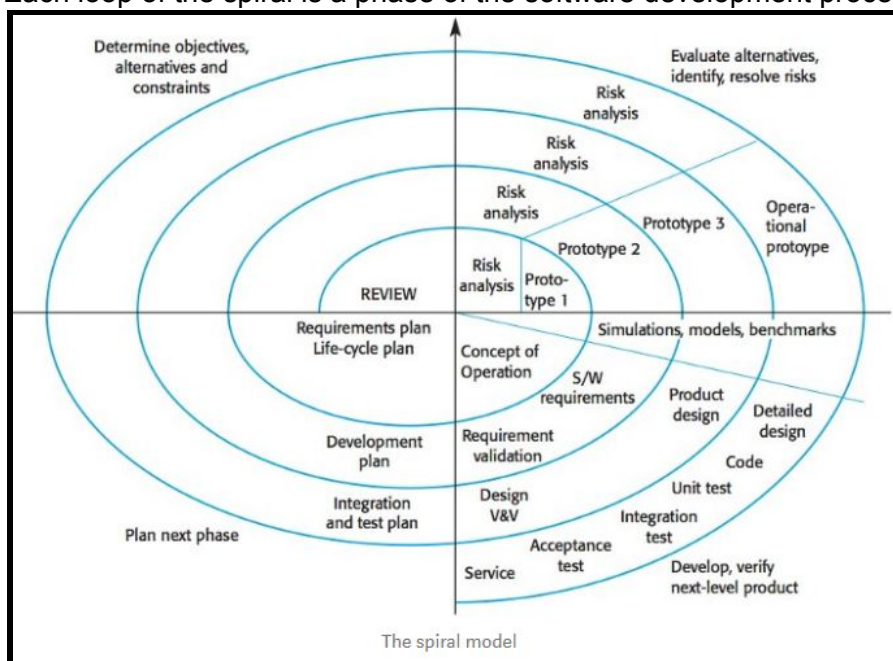 Each loop of the spiral is a phase of the software development proce
Determine objectives,
alternatives and
constraints
Evaluate alternatives,
identify, resolve risks
Risk
analysis
Risk
analysis
Risk
analysis
Risk
analysis
Proto-
type 1
Prototype 2
Prototype 3
Opera-
tional
protoype
REVIEW
Requirements plan
Life-cycle plan
Development
plan
Integration
and test plan
Plan next phase
Simulations, models, benchmarks
Concept of
Operation
S/W
requirements
Requirement
validation
Product
design
Detailed
design
Design
V&V
Code
Unit test
Integration
test
Acceptance
test
Service
Develop, verify
next-level product
The spiral model